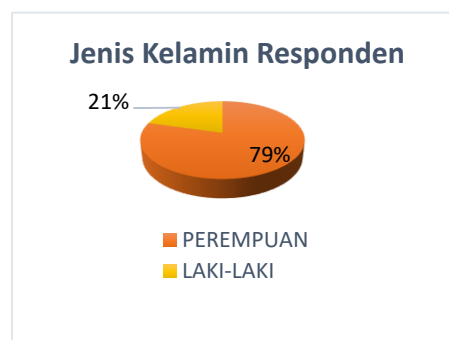 Jenis Kelamin Responden
21%
79%
PEREMPUAN
LAKI-LAKI